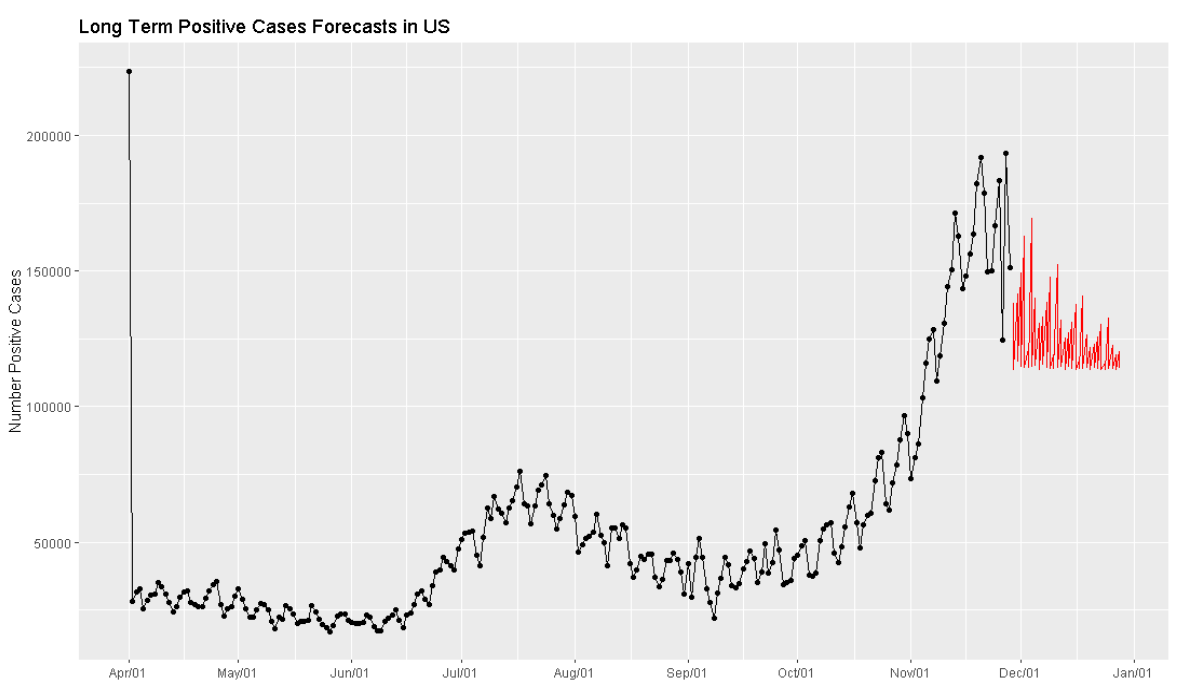 Long Term Positive Cases Forecasts in US
Number Positive Cases
200000
150000
100000
50000
Apr/01 May/01 Jun/01 Jul/01 Aug/01 Sep/01 Oct/01 Nov/01 Dec/01 Jan/01